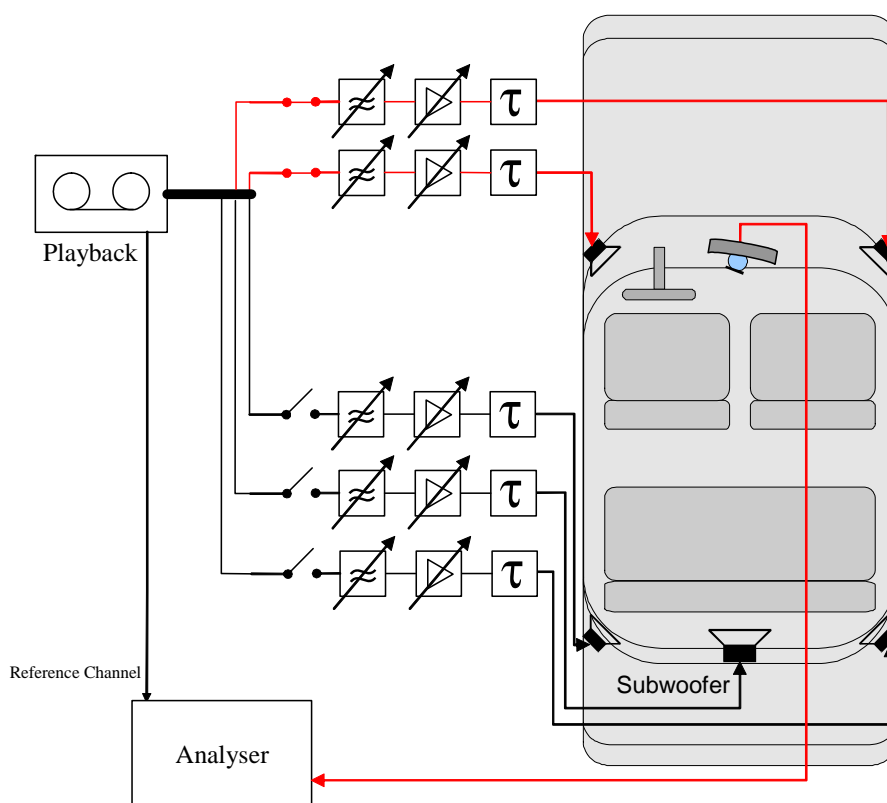 τ
τ
Playback
τ
τ
τ
Reference Channel
Subwoofer
Analyser